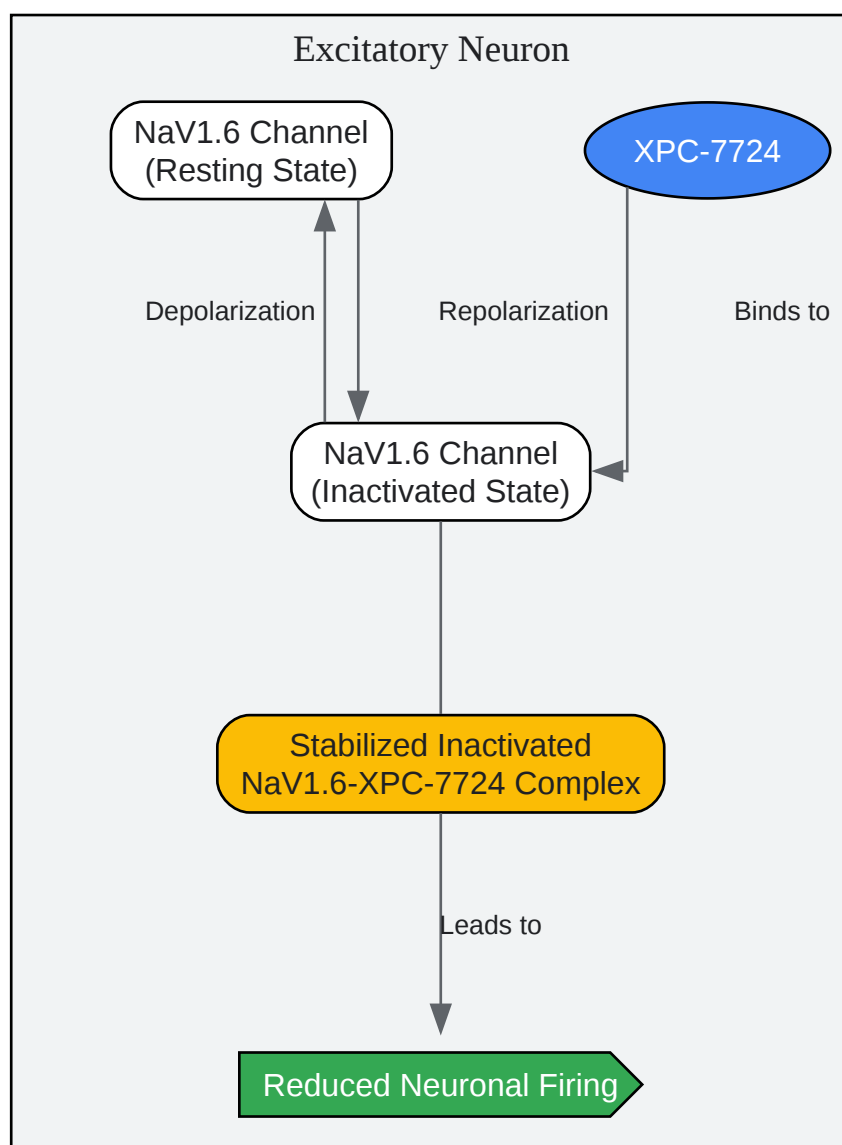 Excitatory Neuron
NaV1.6 Channel
(Resting State)
XPC-7724
Depolarization
Repolarization
Binds to
NaV1.6 Channel
(Inactivated State)
Stabilized Inactivated
NaV1.6-XPC-7724 Complex
Leads to
Reduced Neuronal Firing